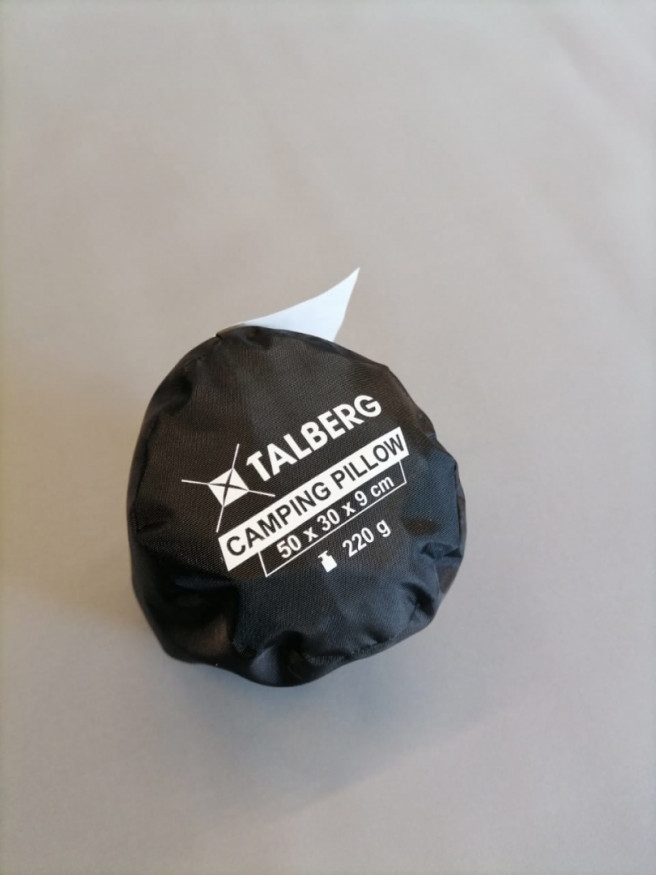 TALBERG
CAMPING PILLOW
50 x 30 x 9 cm
220 g